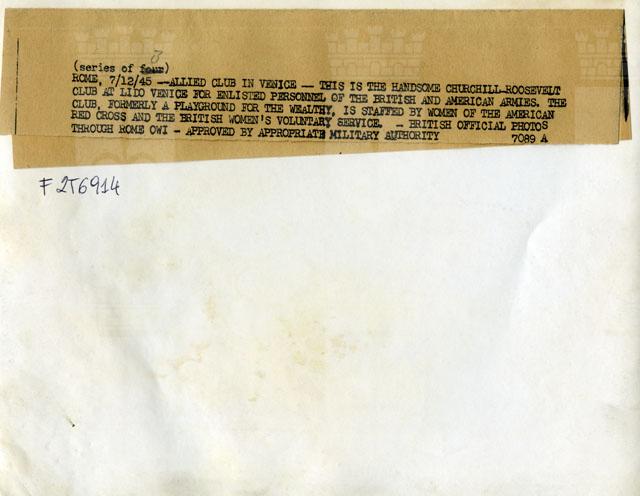 3
(series of four)
ROME, 7/12/45 --ALLIED CLUB IN VENICE -- THIS IS THE HANDSOME CHURCHILL-ROOSEVELT
CLUB AT LIDO VENICE FOR ENLISTED PERSONNEL OF THE BRITISH AND AMERICAN ARMIES. THE
CLUB, FORMERLY A PLAYGROUND FOR THE WEALTHY, IS STAFFED BY WOMEN OF THE AMERICAN
RED CROSS AND THE BRITISH WOMEN'S VOLUNTARY SERVICE. - BRITISH OFFICIAL PHOTOS
THROUGH ROME OWI - APPROVED BY APPROPRIATE MILITARY AUTHORITY 7089 A
F 2T6914